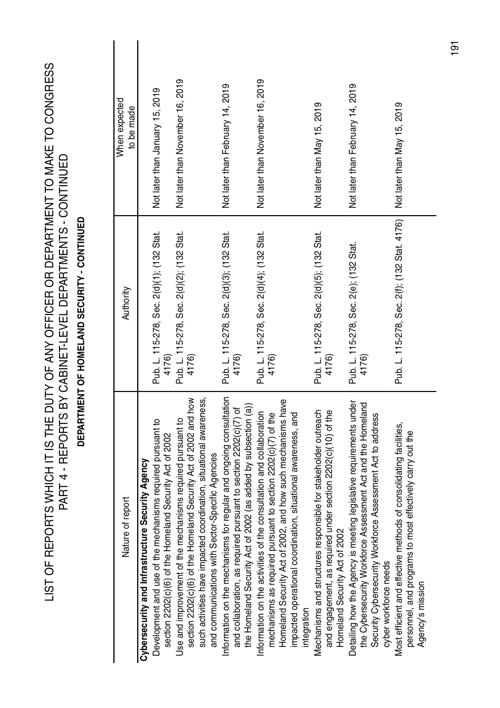 LIST OF REPORTS WHICH IT IS THE DUTY OF ANY OFFICER OR DEPARTMENT TO MAKE TO CONGRESS
PART 4 - REPORTS BY CABINET-LEVEL DEPARTMENTS - CONTINUED
DEPARTMENT OF HOMELAND SECURITY - CONTINUED
Nature of report
Authority
When expected
to be made
Cybersecurity and Infrastructure Security Agency
Development and use of the mechanisms required pursuant to
section 2202(c)(6) of the Homeland Security Act of 2002
Pub. L. 115-278, Sec. 2(d)(1); (132 Stat.
4176)
Not later than January 15, 2019
Use and improvement of the mechanisms required pursuant to
section 2202(c)(6) of the Homeland Security Act of 2002 and how
such activities have impacted coordination, situational awareness,
and communications with Sector-Specific Agencies
Pub. L. 115-278, Sec. 2(d)(2); (132 Stat.
4176)
Not later than November 16, 2019
Information on the mechanisms for regular and ongoing consultation
and collaboration, as required pursuant to section 2202(c)(7) of
the Homeland Security Act of 2002 (as added by subsection (a))
Pub. L. 115-278, Sec. 2(d)(3); (132 Stat.
4176)
Not later than February 14, 2019
Information on the activities of the consultation and collaboration
mechanisms as required pursuant to section 2202(c)(7) of the
Homeland Security Act of 2002, and how such mechanisms have
impacted operational coordination, situational awareness, and
integration
Pub. L. 115-278, Sec. 2(d)(4); (132 Stat.
4176)
Not later than November 16, 2019
Mechanisms and structures responsible for stakeholder outreach
and engagement, as required under section 2202(c)(10) of the
Homeland Security Act of 2002
Pub. L. 115-278, Sec. 2(d)(5); (132 Stat.
4176)
Not later than May 15, 2019
Detailing how the Agency is meeting legislative requirements under
the Cybersecurity Workforce Assessment Act and the Homeland
Security Cybersecurity Workforce Assessment Act to address
cyber workforce needs
Pub. L. 115-278, Sec. 2(e); (132 Stat.
4176)
Not later than February 14, 2019
Most efficient and effective methods of consolidating facilities,
personnel, and programs to most effectively carry out the
Agency's mission
Pub. L. 115-278, Sec. 2(f); (132 Stat. 4176)
Not later than May 15, 2019
191